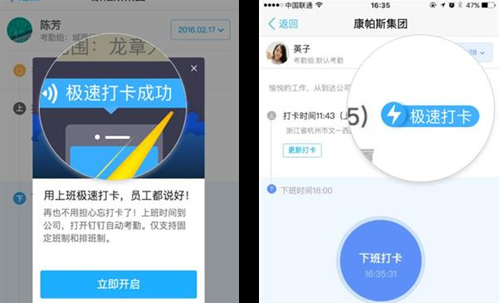 陈芳
考勤组:
2016.02.17
围：龙章大
极速打卡成功
用上班极速打卡，员工都说好！
再也不用担心忘打卡了！上班时间到
公司，打开钉钉自动考勤。仅支持固
定班制和排班制。
立即开启
中国联通
16:35
47%
返回
康帕斯集团
英子
考勤组:默认考勤
愉悦的工作，从到达公司
5)
极速打卡
打卡时间11:43
浙江省杭州市文一西
更新打卡
下
下班时间18:00
下班打卡
16:35:31